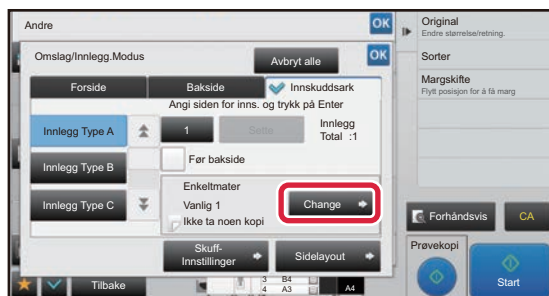 Andre
OK
Omslag/Innlegg.Modus
Avbryt alle
OK
Forside
Bakside
Innskuddsark
Angi siden for inns. og trykk på Enter
Innlegg Type A
Innlegg Type B
Innlegg Type C
1
Sette
Innlegg
Total :1
Før bakside
Enkeltmater
Vanlig 1
Ikke ta noen kopi
Change
Skuff-
Innstillinger
Sidelayout
Tilbake
3 B4
4 A3
A4
Original
Endre størrelse/retning.
Sorter
Margskifte
Flytt posisjon for å få marg
Forhåndsvis
CA
Prøvekopi
Start